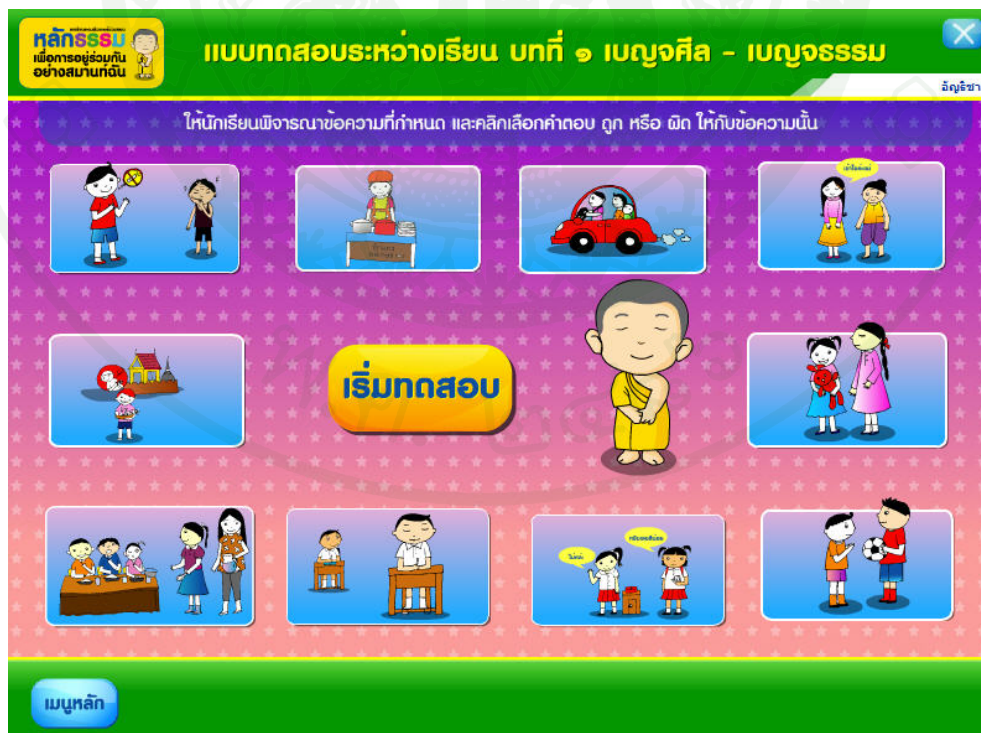 หลักธรรม
เพื่อการอยู่ร่วมกัน
อย่างสมานฉันท์
แบบทดสอบระหว่างเรียน บทที่ ๑ เบญจศีล - เบญจธรรม
อัญธิชา
ให้นักเรียนพิจารณาข้อความที่กำหนด และคลิกเลือกคำตอบ ถูก หรือ ผิด ให้กับข้อความนั้น
เริ่มทดสอบ
เมนูหลัก